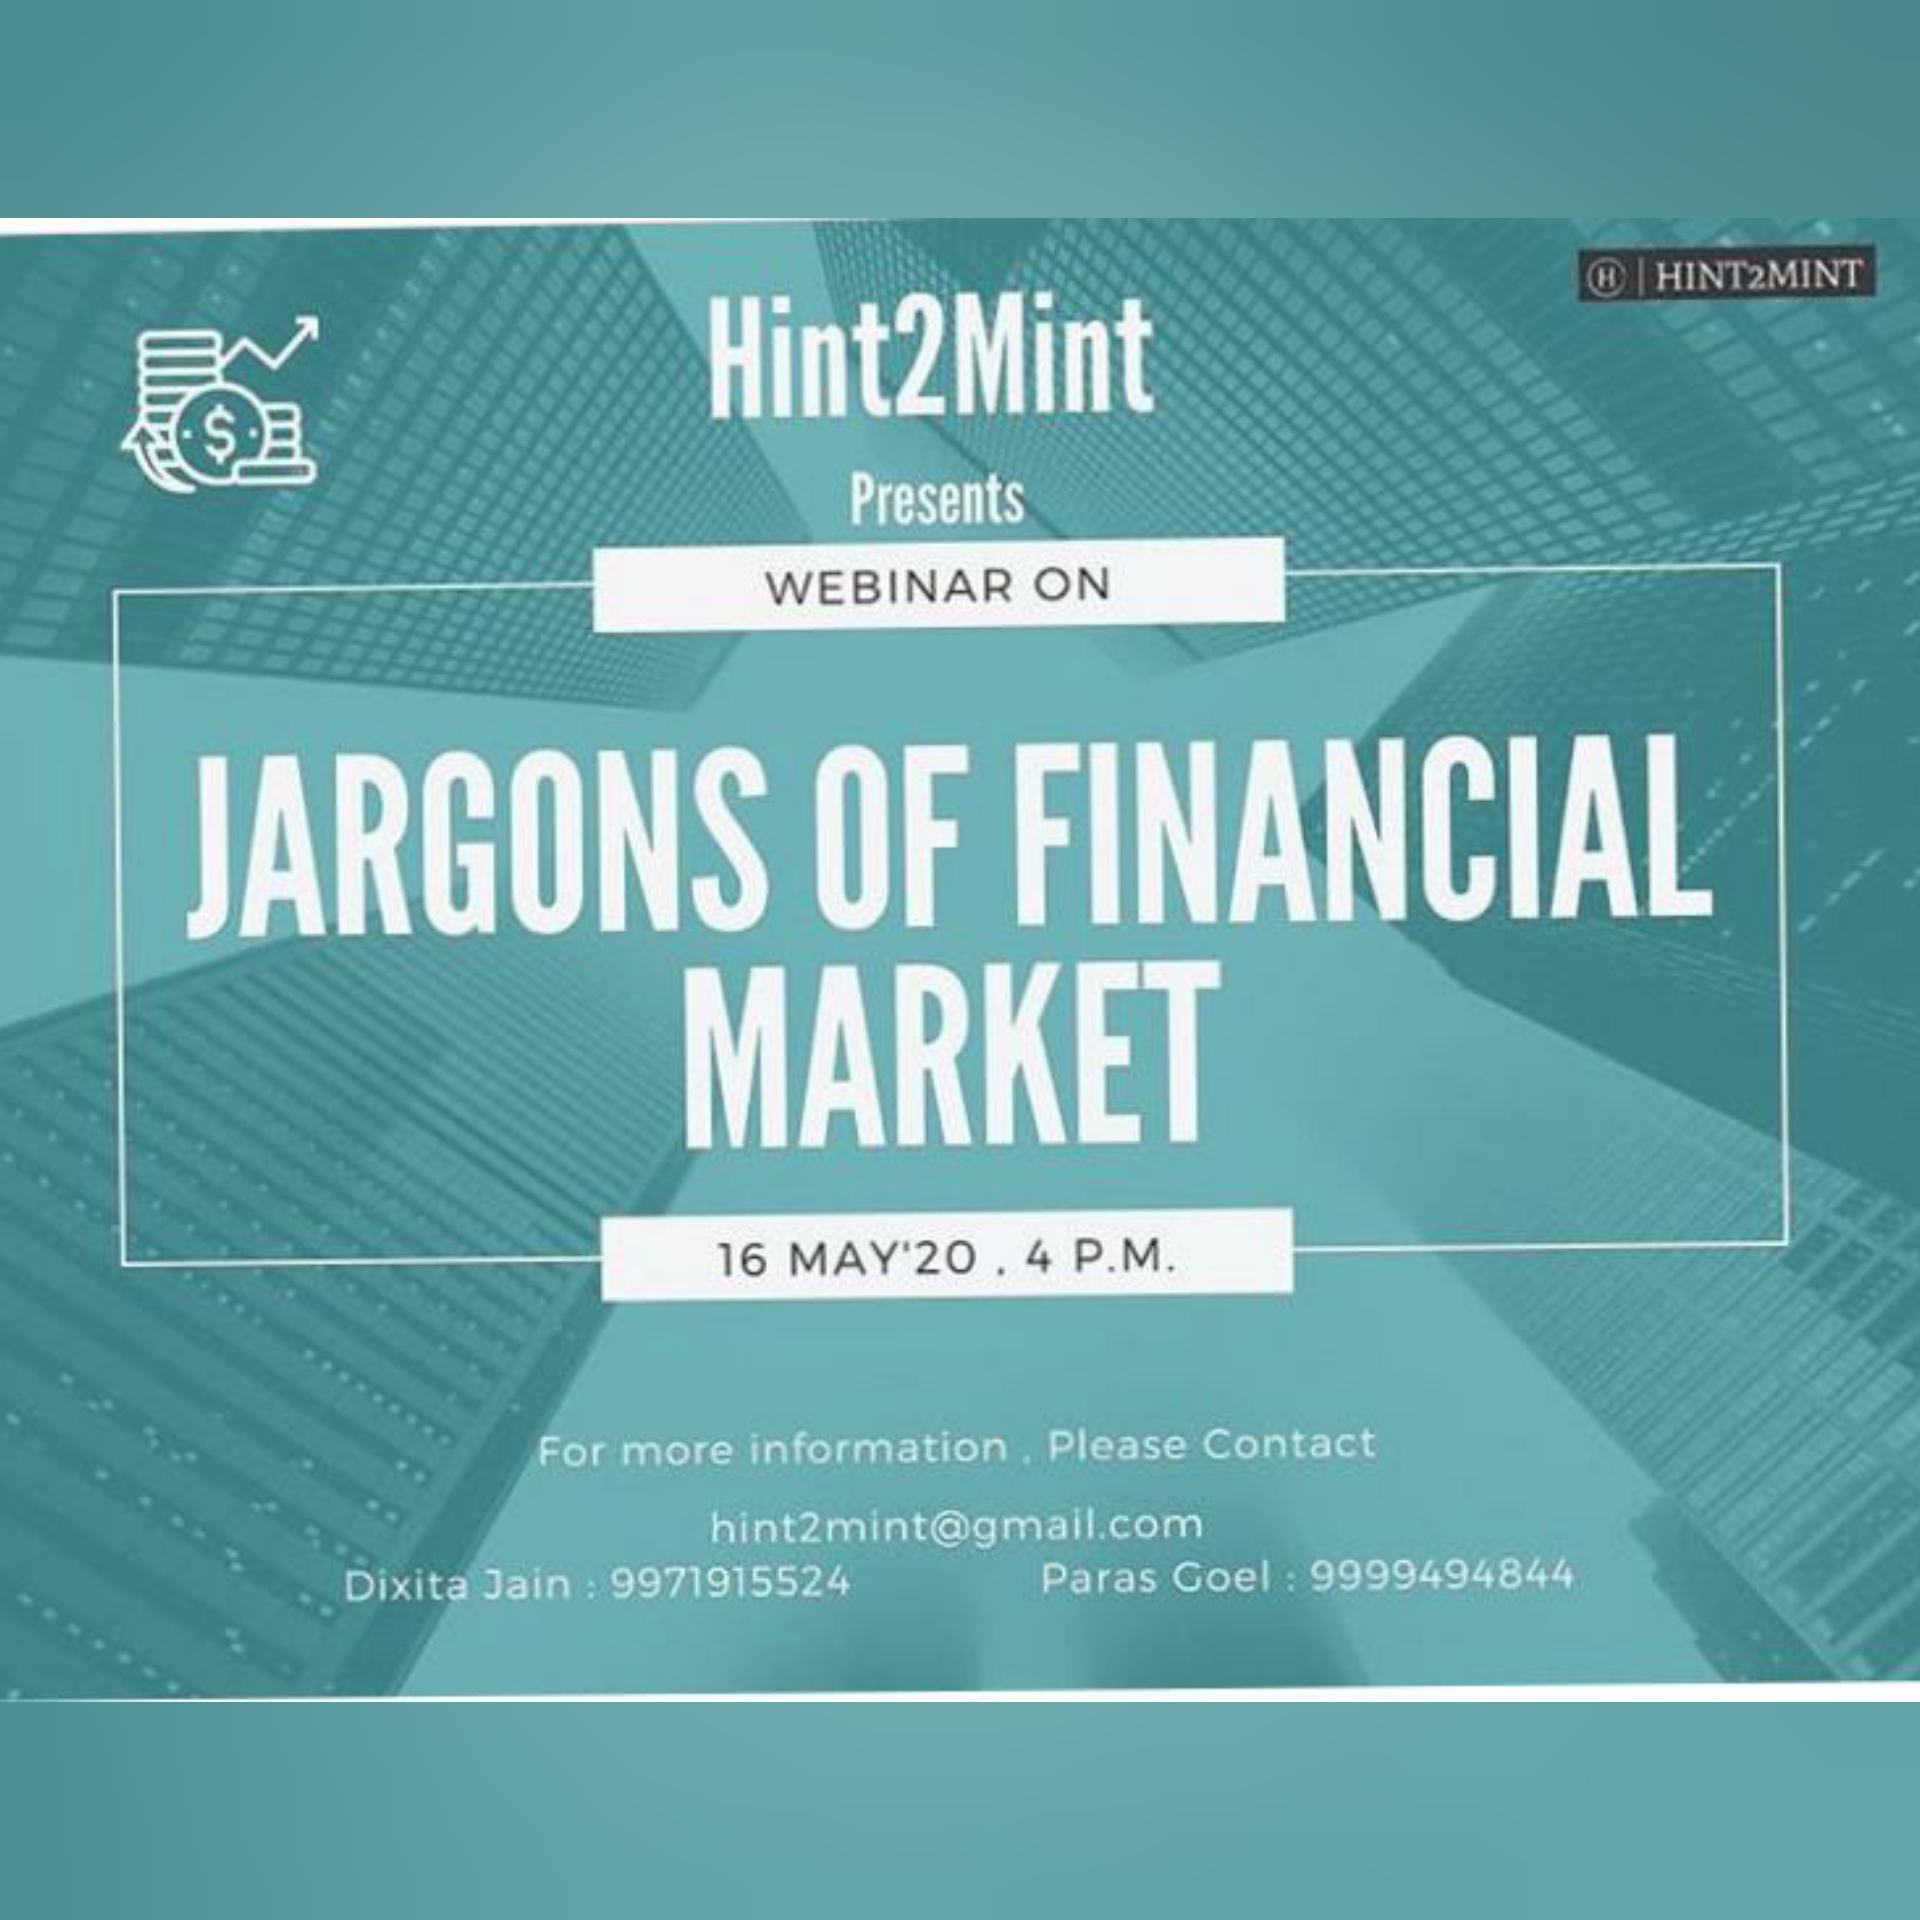 HINT2MINT
Hint2Mint
Presents
WEBINAR ON
JARGONS OF FINANCIAL
MARKET
16 MAY'20 , 4 P.M.
For more information , Please Contact
hint2mint@gmail.com
Dixita Jain : 9971915524 Paras Goel : 9999494844